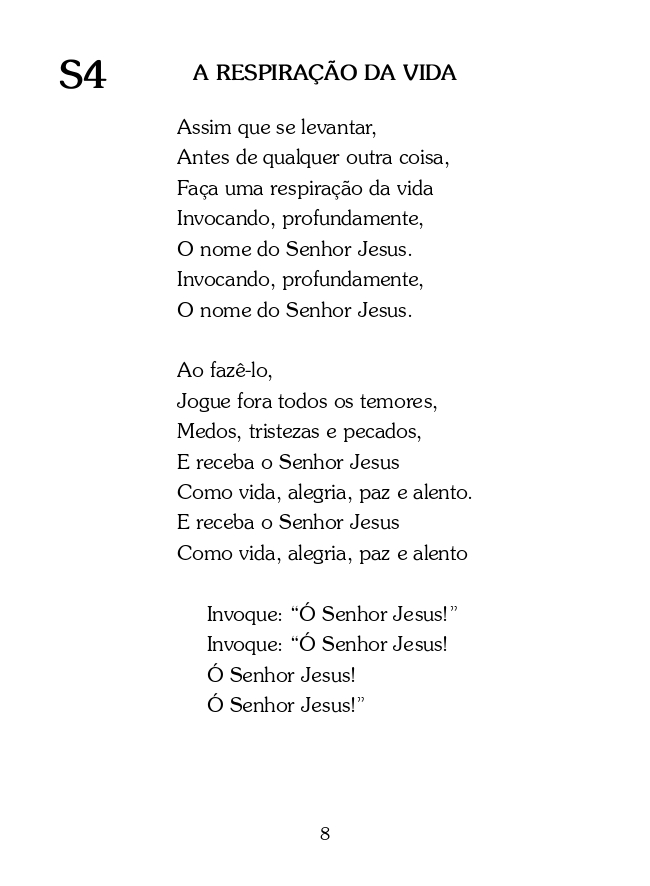 S4 A RESPIRAÇÃO DA VIDA
Assim que se levantar,
Antes de qualquer outra coisa,
Faça uma respiração da vida
Invocando, profundamente,
O nome do Senhor Jesus.
Invocando, profundamente,
O nome do Senhor Jesus.
Ao fazê-lo,
Jogue fora todos os temores,
Medos, tristezas e pecados,
E receba o Senhor Jesus
Como vida, alegria, paz e alento.
E receba o Senhor Jesus
Como vida, alegria, paz e alento
Invoque: “Ó Senhor Jesus!”
Invoque: “Ó Senhor Jesus!
Ó Senhor Jesus!
Ó Senhor Jesus!”
8